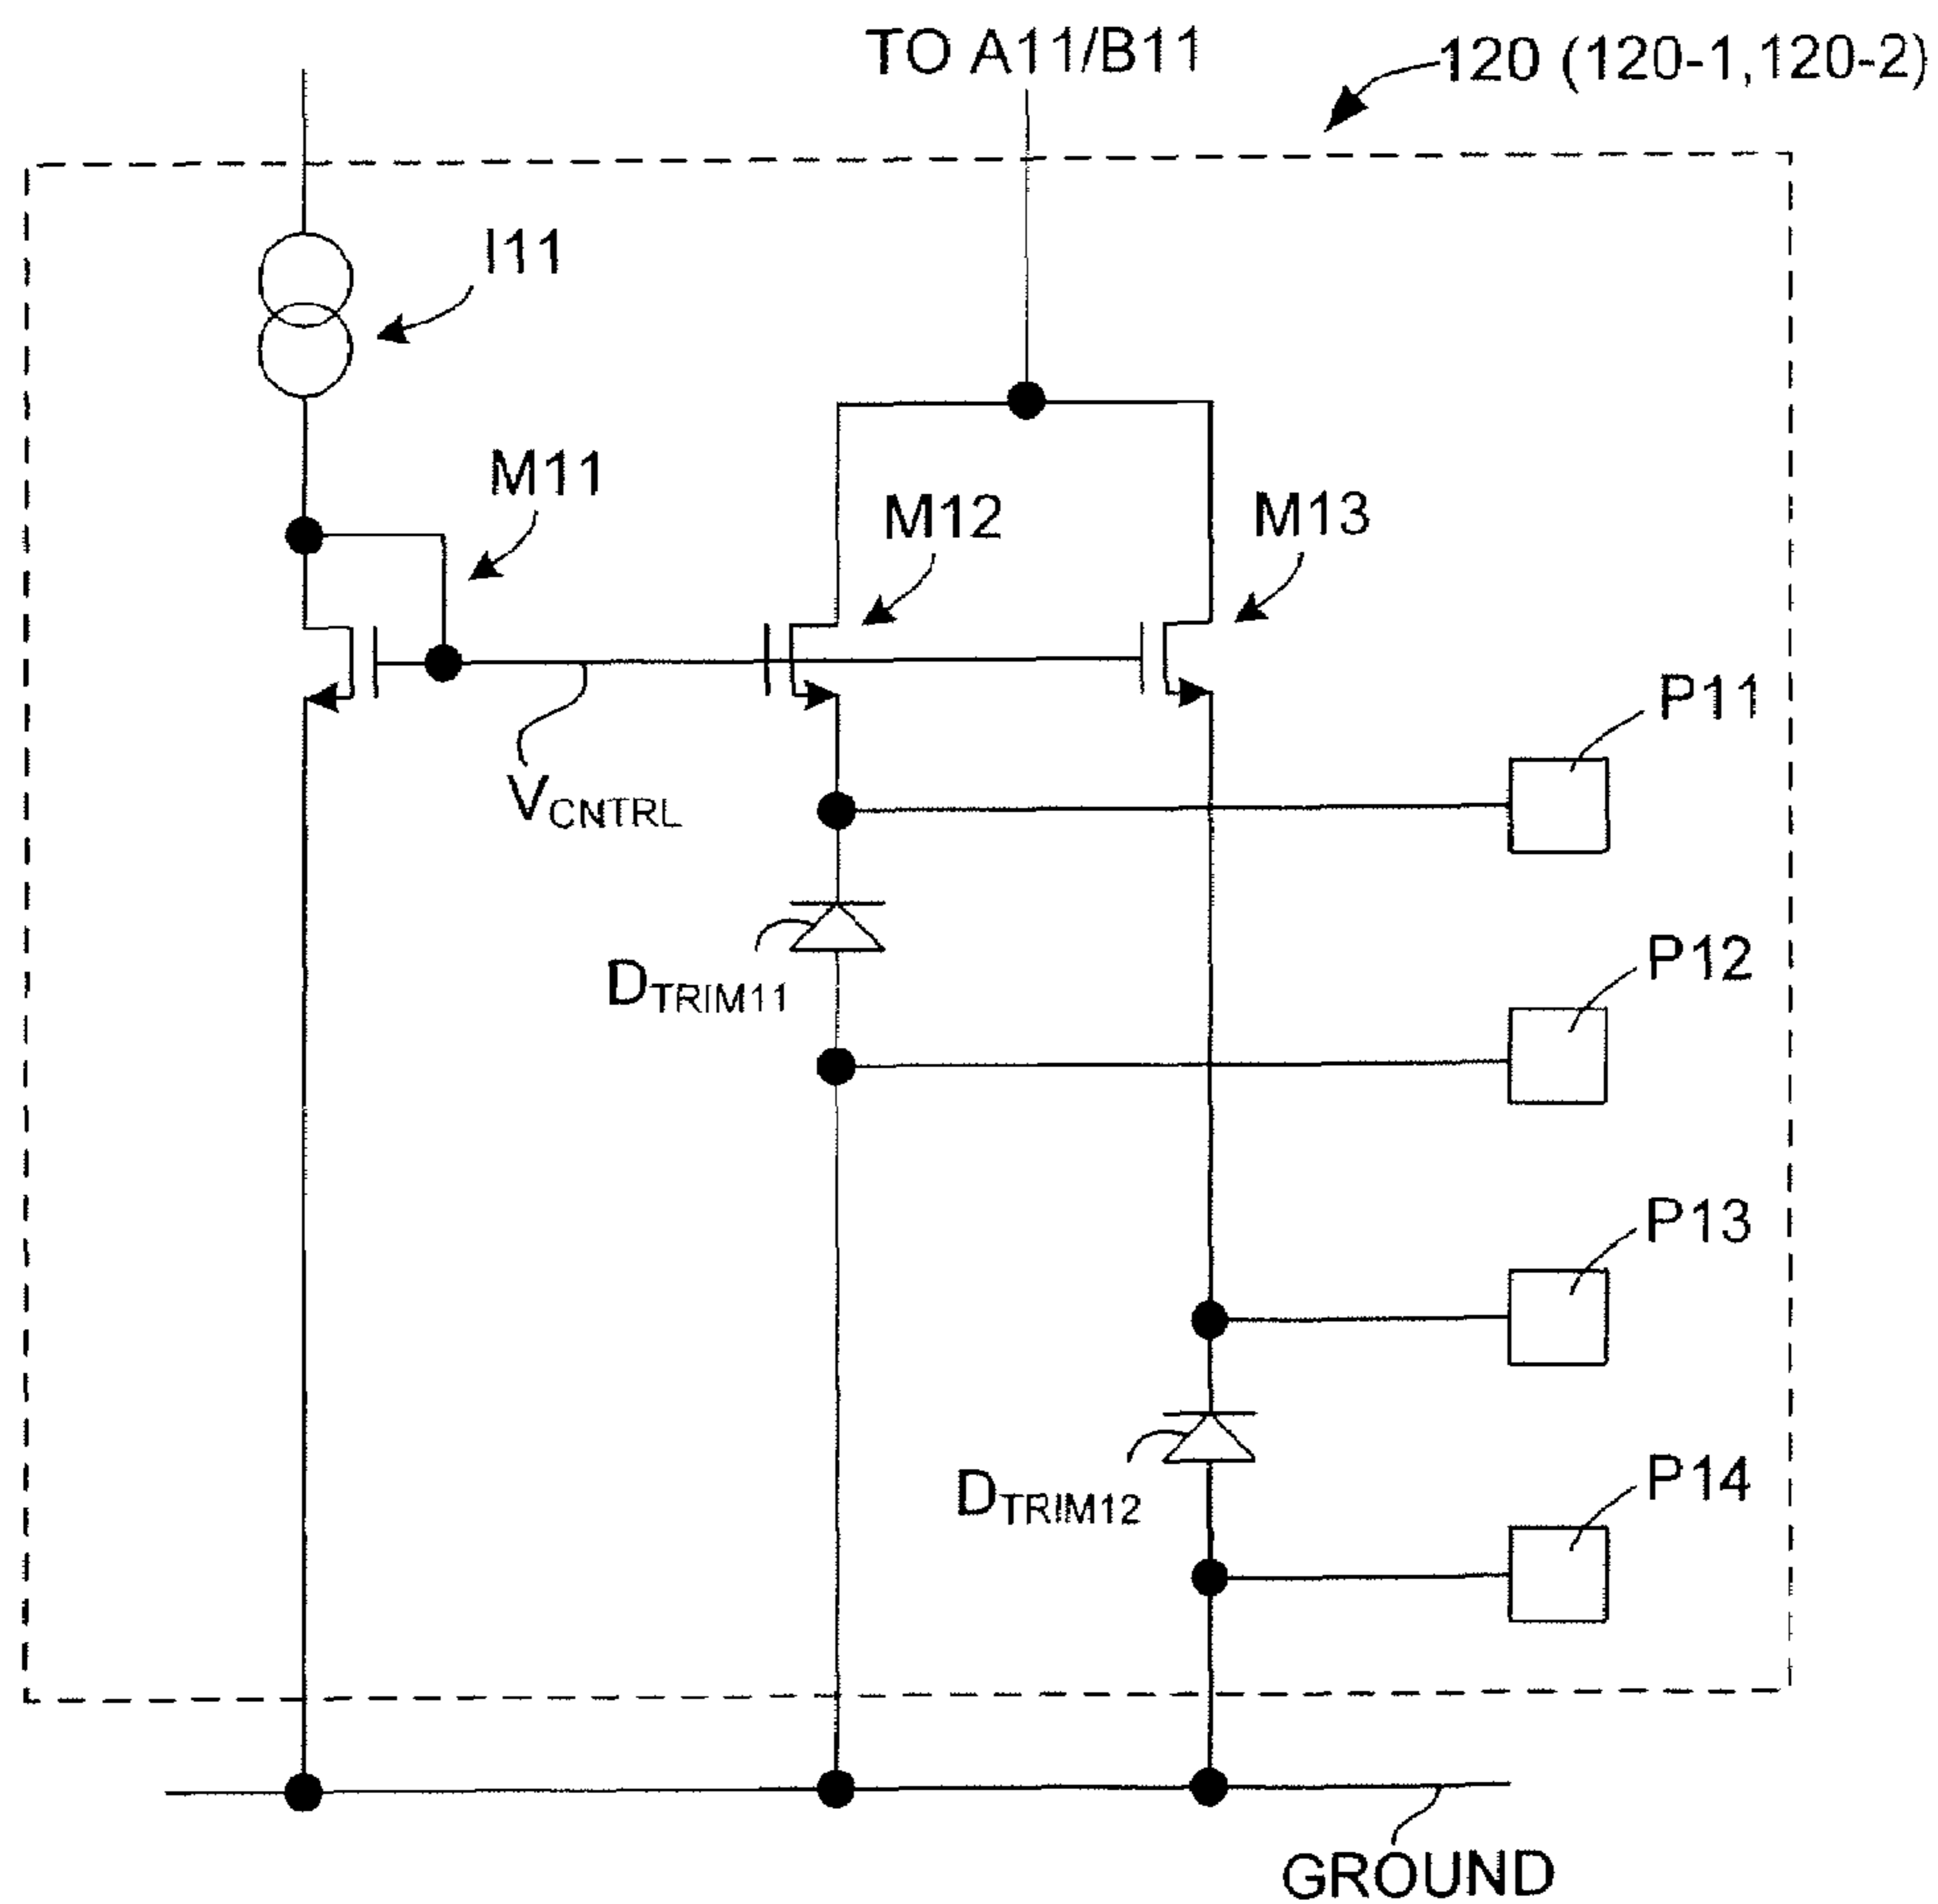 TO A11/B11
120 (120-1,120-2)
I11
M11
M12
M13
P11
VCNTRL
P12
DTRIM11
P13
P14
DTRIM12
GROUND